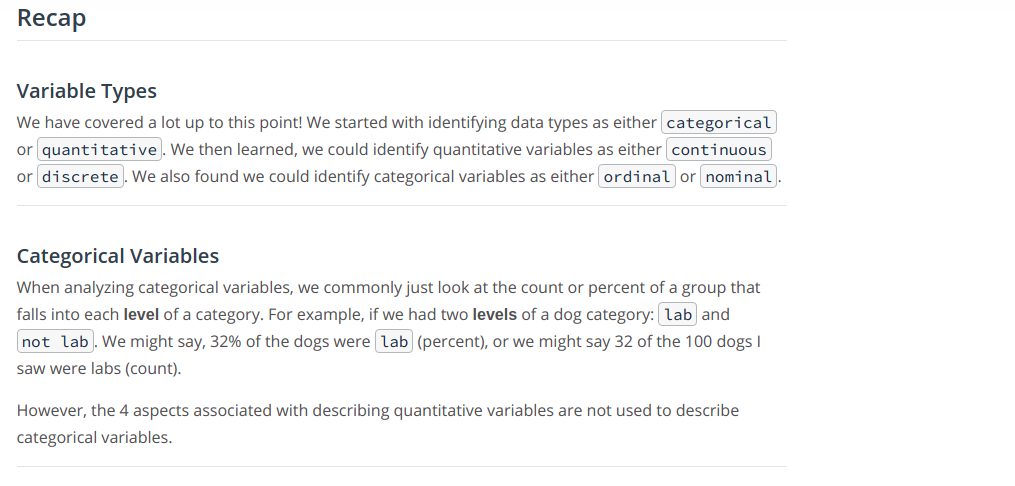 Recap
Variable Types
We have covered a lot up to this point! We started with identifying data types as either categorical
or quantitative. We then learned, we could identify quantitative variables as either continuous
or discrete. We also found we could identify categorical variables as either ordinal or nominal.
Categorical Variables
When analyzing categorical variables, we commonly just look at the count or percent of a group that
falls into each level of a category. For example, if we had two levels of a dog category: lab and
not lab. We might say, 32% of the dogs were lab (percent), or we might say 32 of the 100 dogs I
saw were labs (count).
However, the 4 aspects associated with describing quantitative variables are not used to describe
categorical variables.